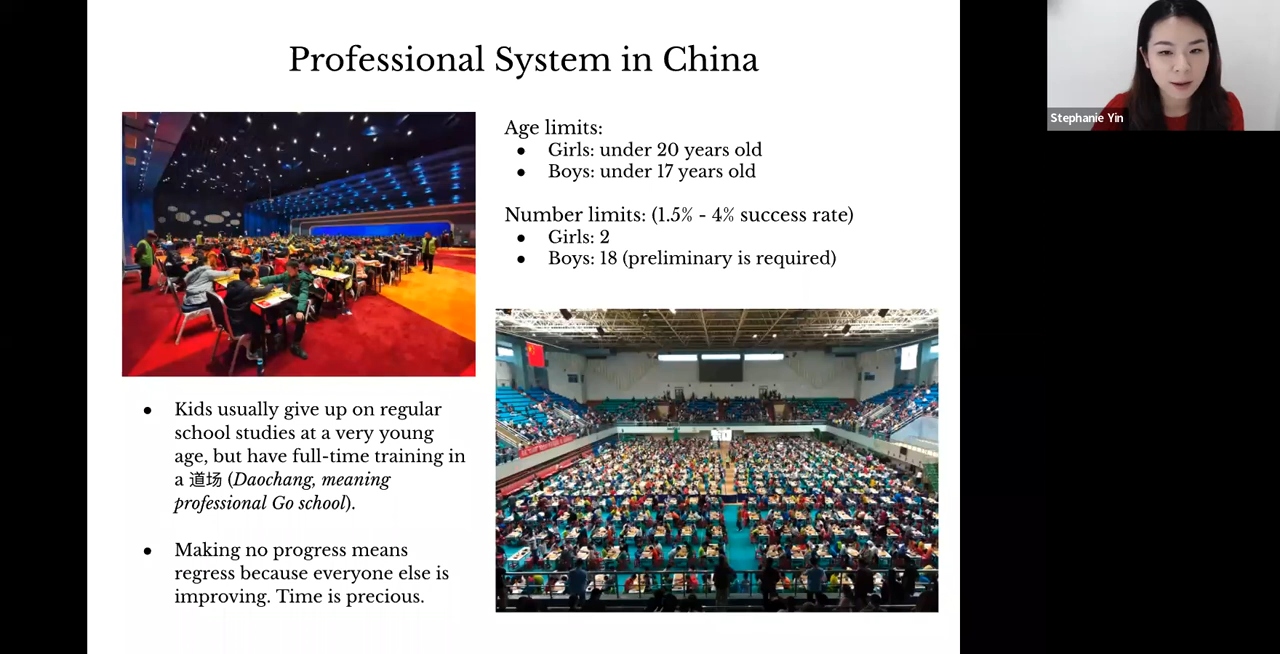 Professional System in China
Stephanie Yin
Age limits:
● Girls: under 20 years old
● Boys: under 17 years old
Number limits: (1.5% - 4% success rate)
● Girls: 2
● Boys: 18 (preliminary is required)
● Kids usually give up on regular
school studies at a very young
age, but have full-time training in
a 道场 (Daochang, meaning
professional Go school).
● Making no progress means
regress because everyone else is
improving. Time is precious.